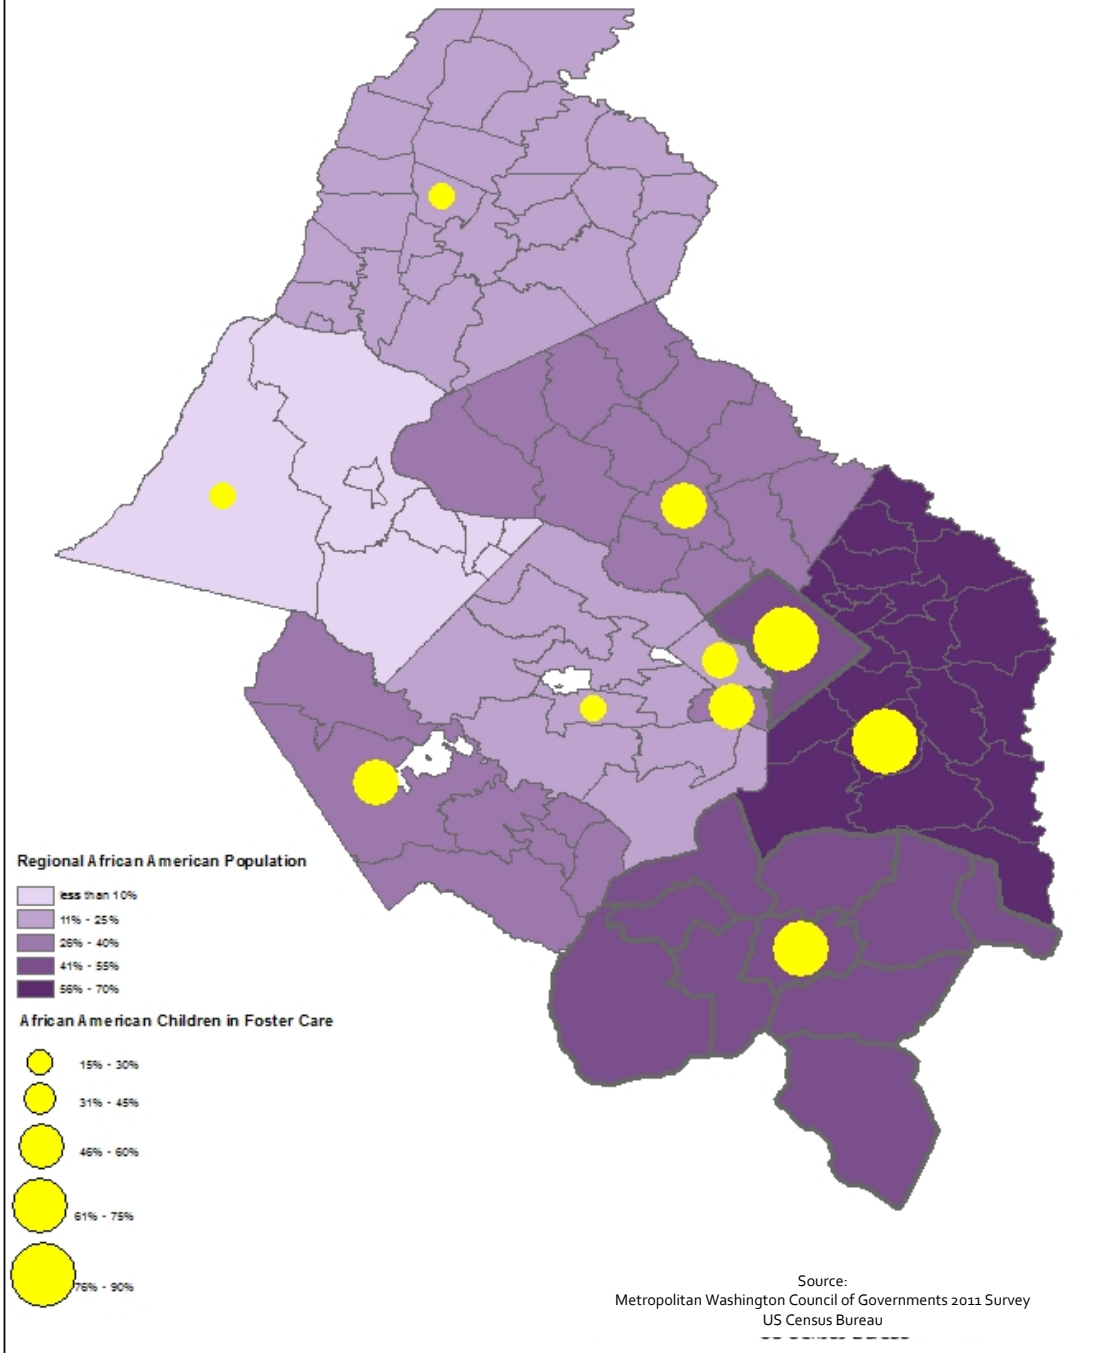 Regional African American Population
less than 10%
11% - 25%
26% - 40%
41% - 55%
56% - 70%
African American Children in Foster Care
15% - 30%
31% - 45%
46% - 60%
61% - 75%
76% - 90%
Source:
Metropolitan Washington Council of Governments 2011 Survey
US Census Bureau